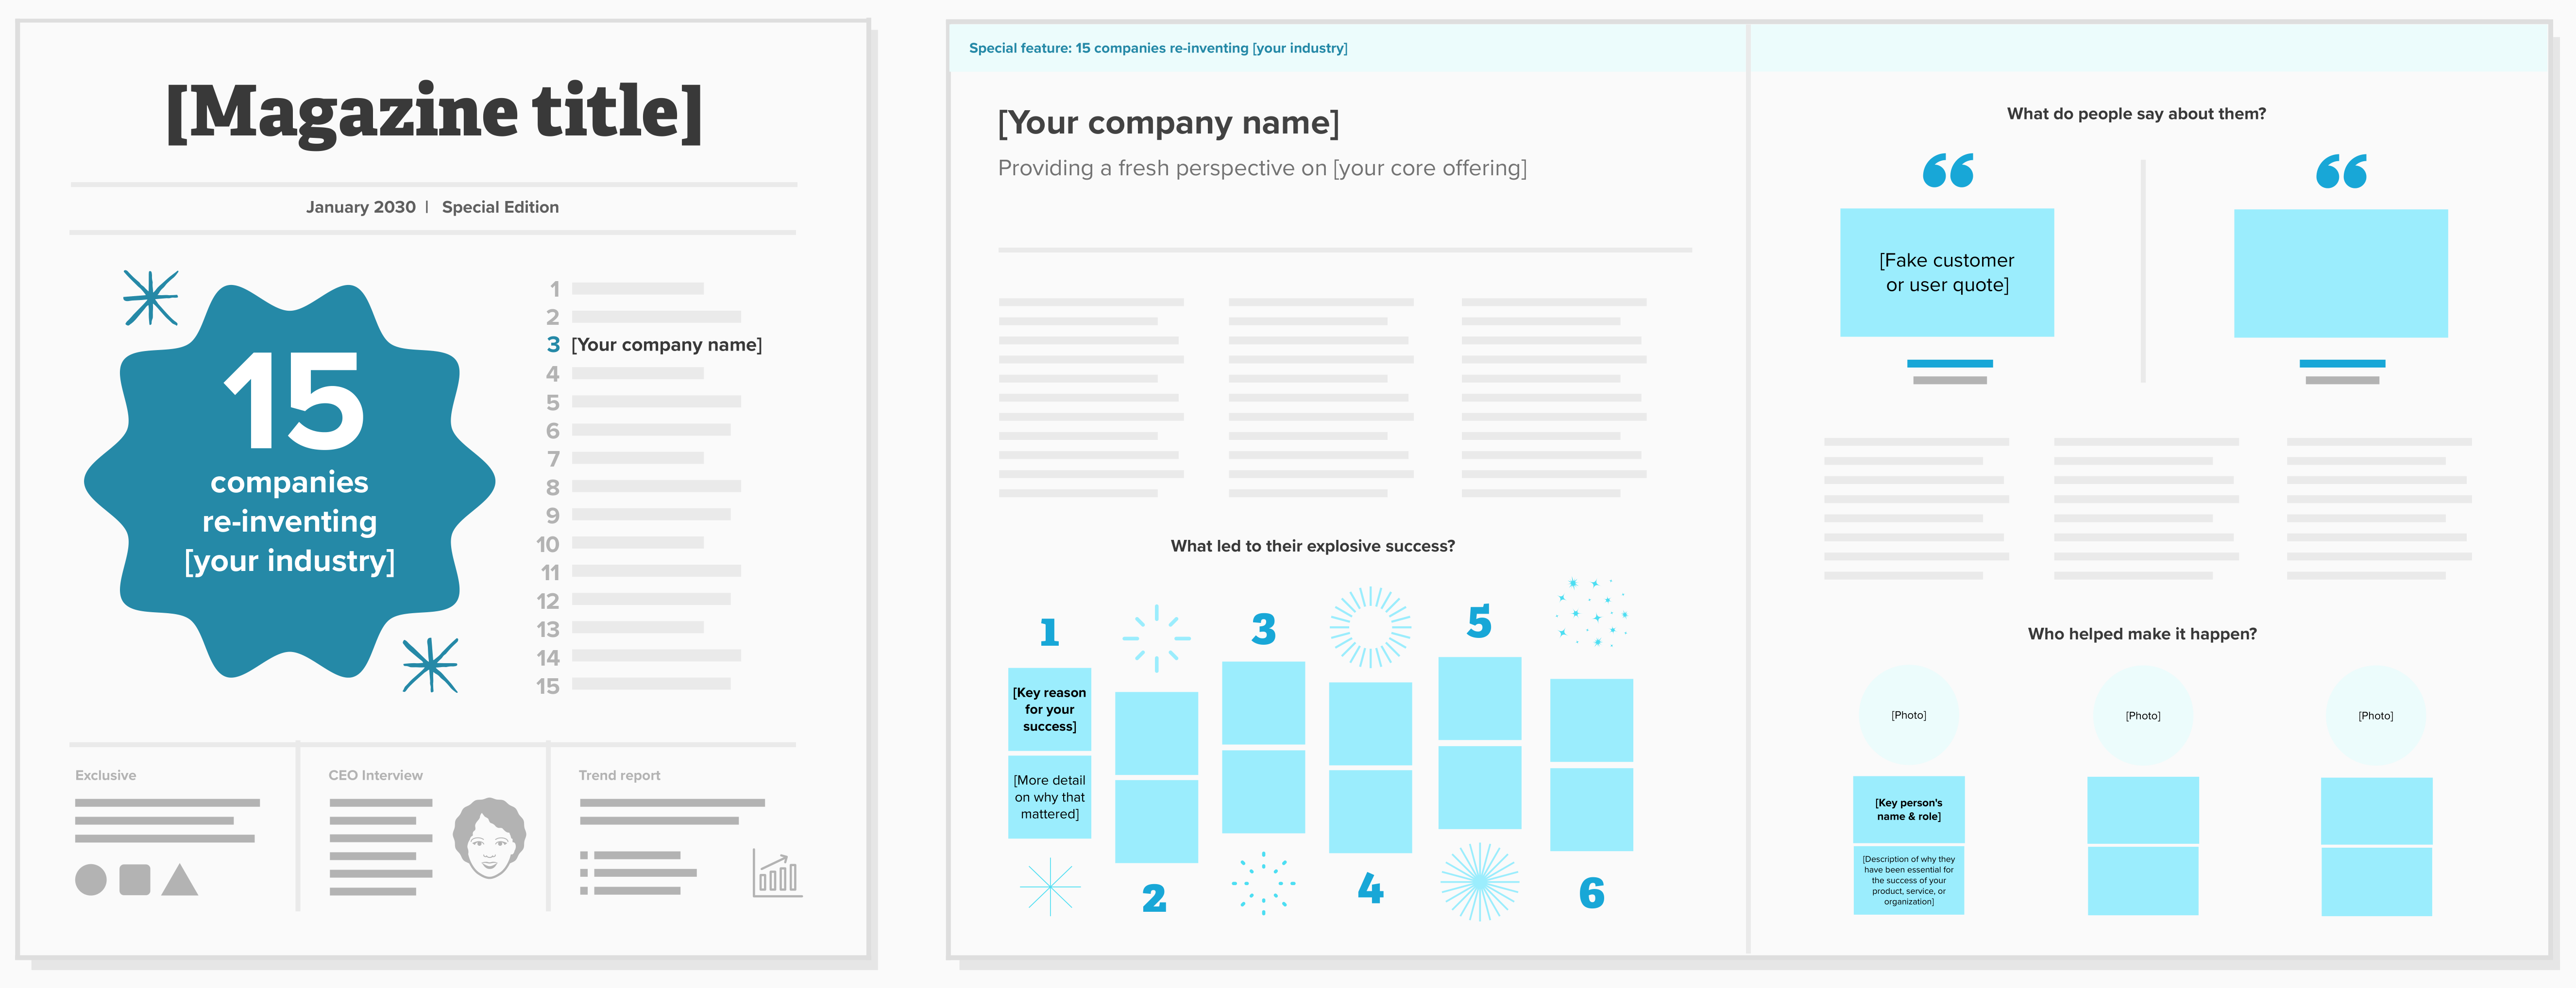 [Magazine title]
January 2030 | Special Edition
15
companies
re-inventing
[your industry]
1
2
3 [Your company name]
4
5
6
7
8
9
10
11
12
13
14
15
Exclusive
CEO Interview
Trend report
Special feature: 15 companies re-inventing [your industry]
[Your company name]
Providing a fresh perspective on [your core offering]
What led to their explosive success?
1
[Key reason
for your
success]
[More detail
on why that
mattered]
2
3
4
5
6
What do people say about them?
“
[Fake customer
or user quote]
“
Who helped make it happen?
[Photo]
[Key person's
name & role]
[Description of why they
have been essential for
the success of your
product, service, or
organization]
[Photo]
[Photo]